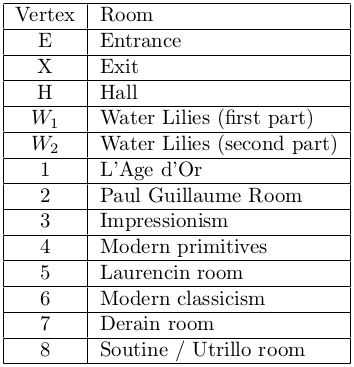 Vertex Room
E Entrance
X Exit
H Hall
W₁ Water Lilies (first part)
W₂ Water Lilies (second part)
1 L'Age d'Or
2 Paul Guillaume Room
3 Impressionism
4 Modern primitives
5 Laurencin room
6 Modern classicism
7 Derain room
8 Soutine / Utrillo room